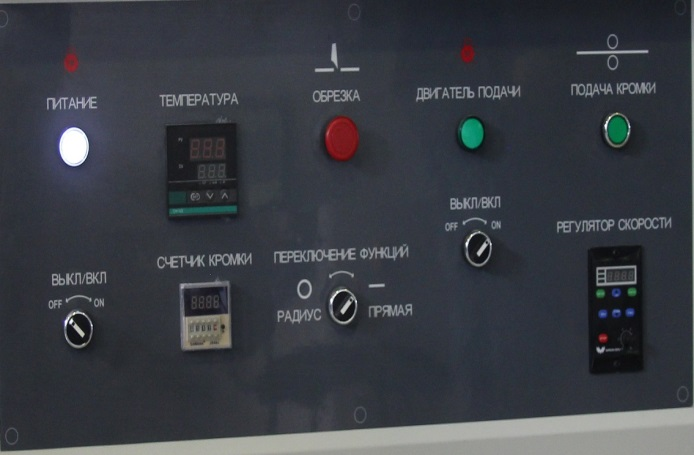 ПИТАНИЕ
ТЕМПЕРАТУРА
ОБРЕЗКА
ДВИГАТЕЛЬ ПОДАЧИ
ПОДАЧА КРОМКИ
ВЫКЛ/ВКЛ
OFF ON
РЕГУЛЯТОР СКОРОСТИ
ВЫКЛ/ВКЛ
OFF ON
СЧЕТЧИК КРОМКИ
ПЕРЕКЛЮЧЕНИЕ ФУНКЦИЙ
РАДИУС ПРЯМАЯ